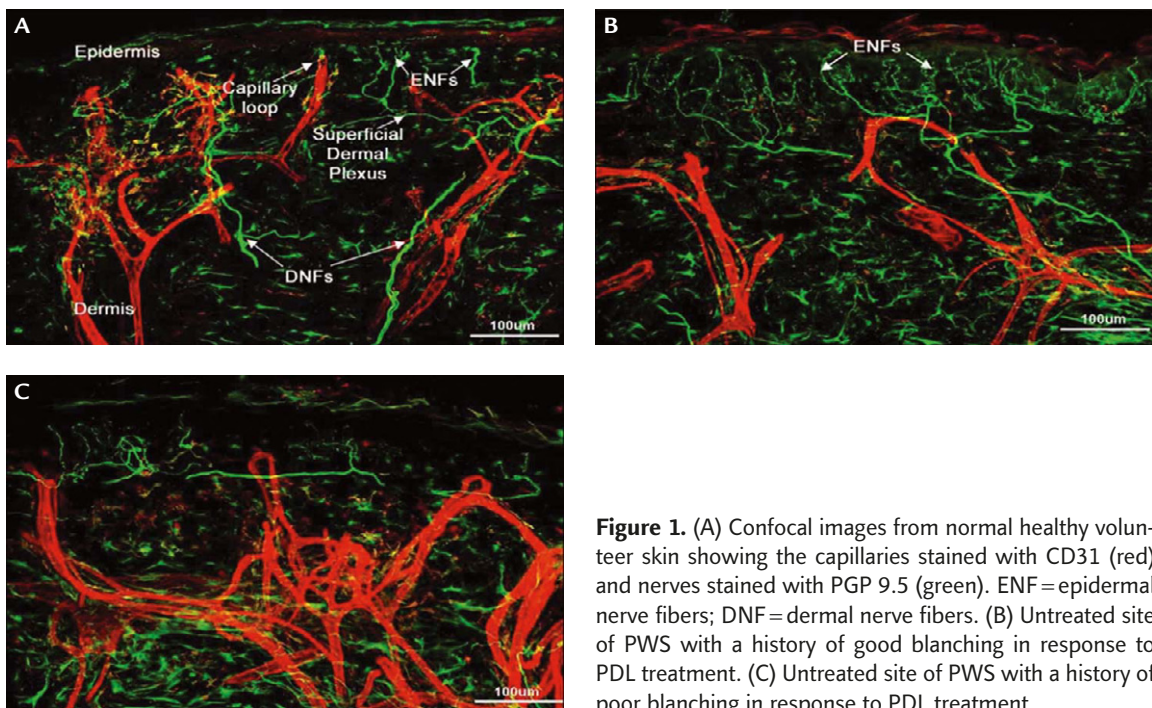 A
Epidermis
Capillary
loop
ENFs
Superficial
Dermal
Plexus
DNFs
Dermis
100um
B
ENFs
100um
C
100um
Figure 1. (A) Confocal images from normal healthy volun-
teer skin showing the capillaries stained with CD31 (red)
and nerves stained with PGP 9.5 (green). ENF=epidermal
nerve fibers; DNF=dermal nerve fibers. (B) Untreated site
of PWS with a history of good blanching in response to
PDL treatment. (C) Untreated site of PWS with a history of
poor blanching in response to PDL treatment